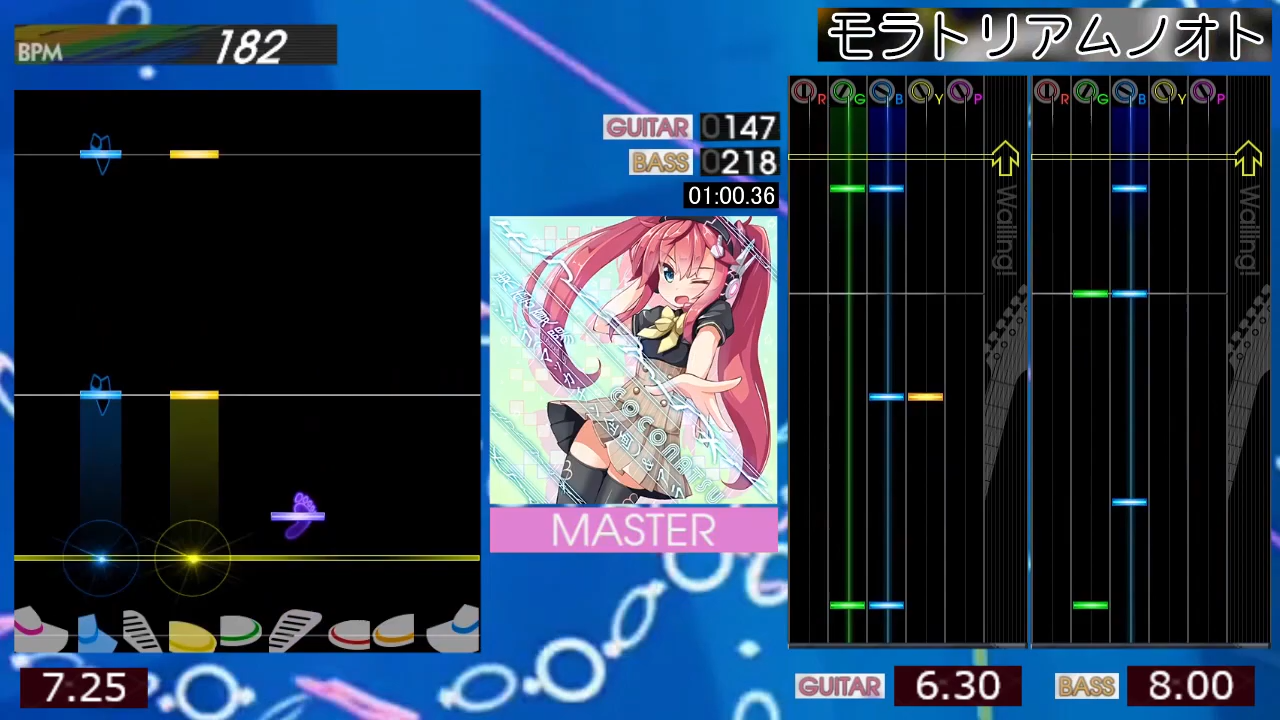 BPM 182
モラトリアムノオト
R G B Y P
R G B Y P
GUITAR 0147
BASS 0218
01:00.36
Wailing!
Wailing!
COCONATSU
MASTER
7.25
GUITAR 6.30
BASS 8.00